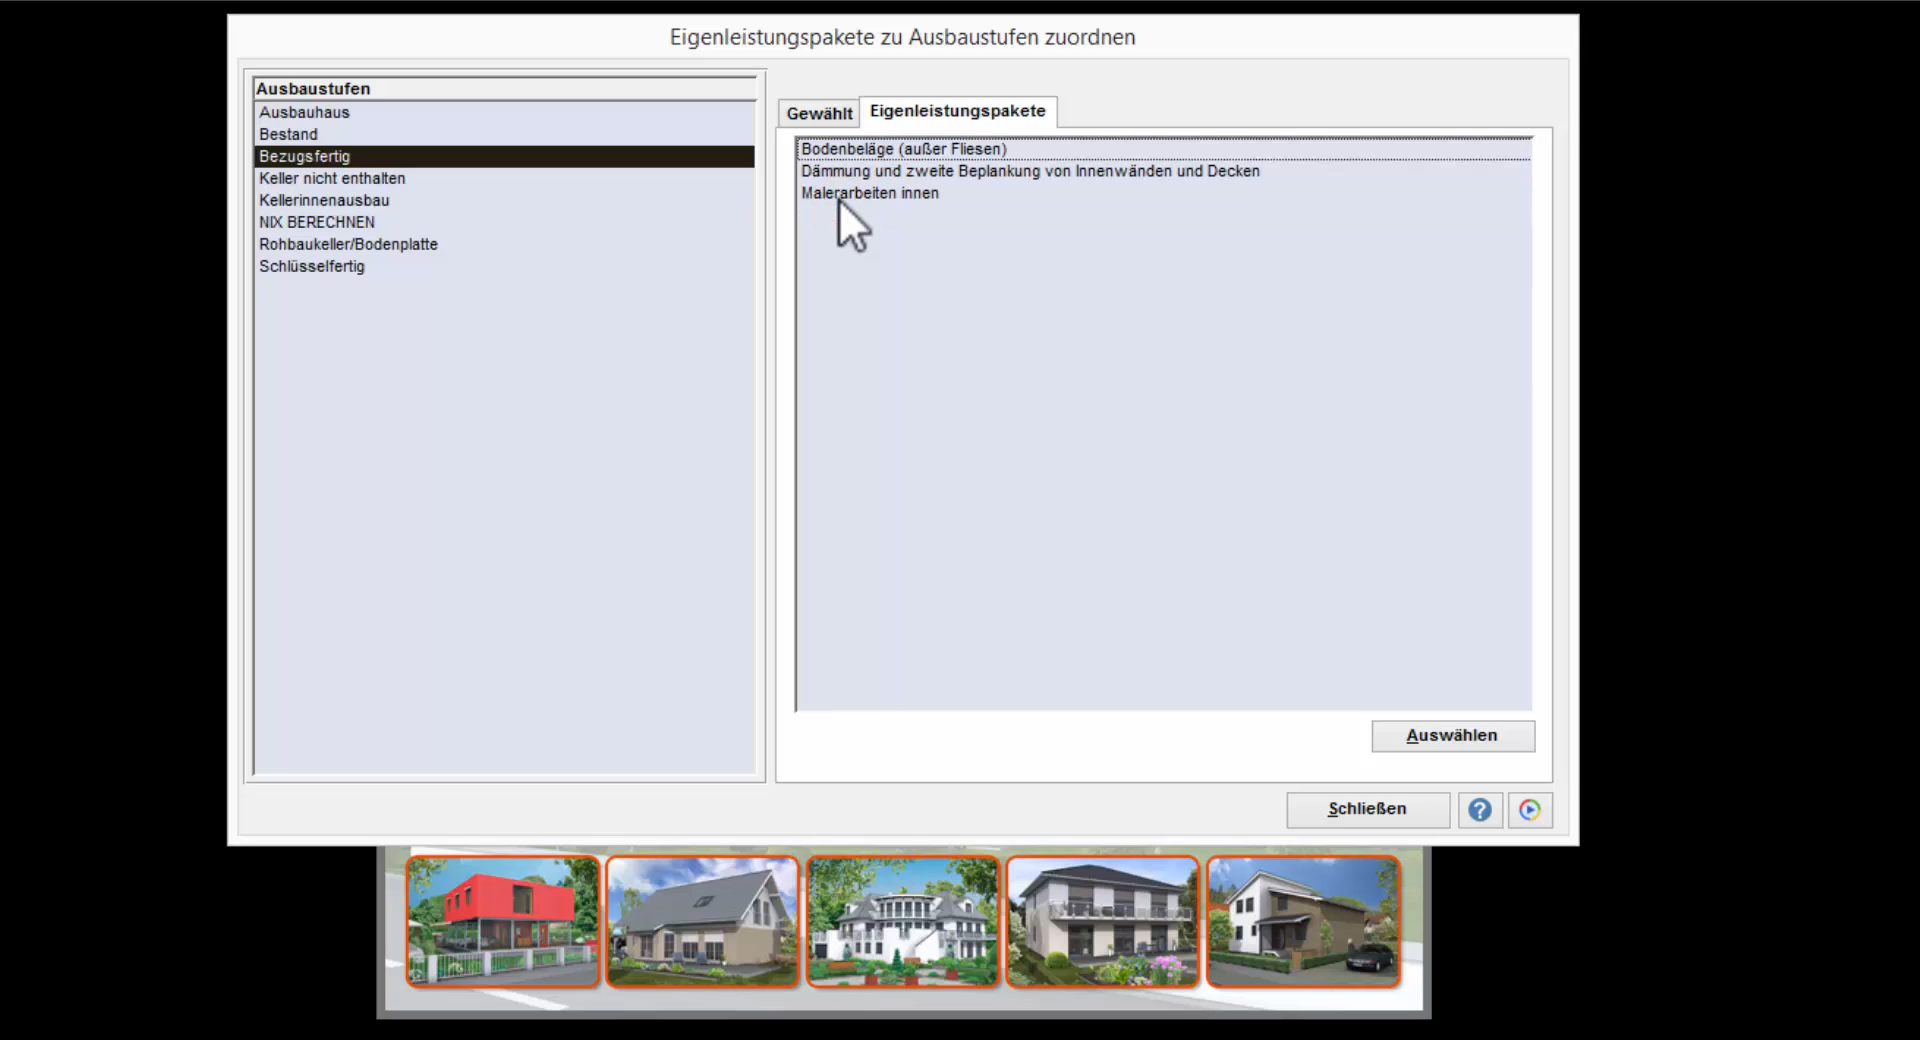 Eigenleistungspakete zu Ausbaustufen zuordnen
Ausbaustufen
Ausbauhaus
Bestand
Bezugsfertig
Keller nicht enthalten
Kellerinnenausbau
NIX BERECHNEN
Rohbaukeller/Bodenplatte
Schlüsselfertig
Gewählt
Eigenleistungspakete
Bodenbeläge (außer Fliesen)
Dämmung und zweite Beplankung von Innenwänden und Decken
Malerarbeiten innen
Auswählen
Schließen
?